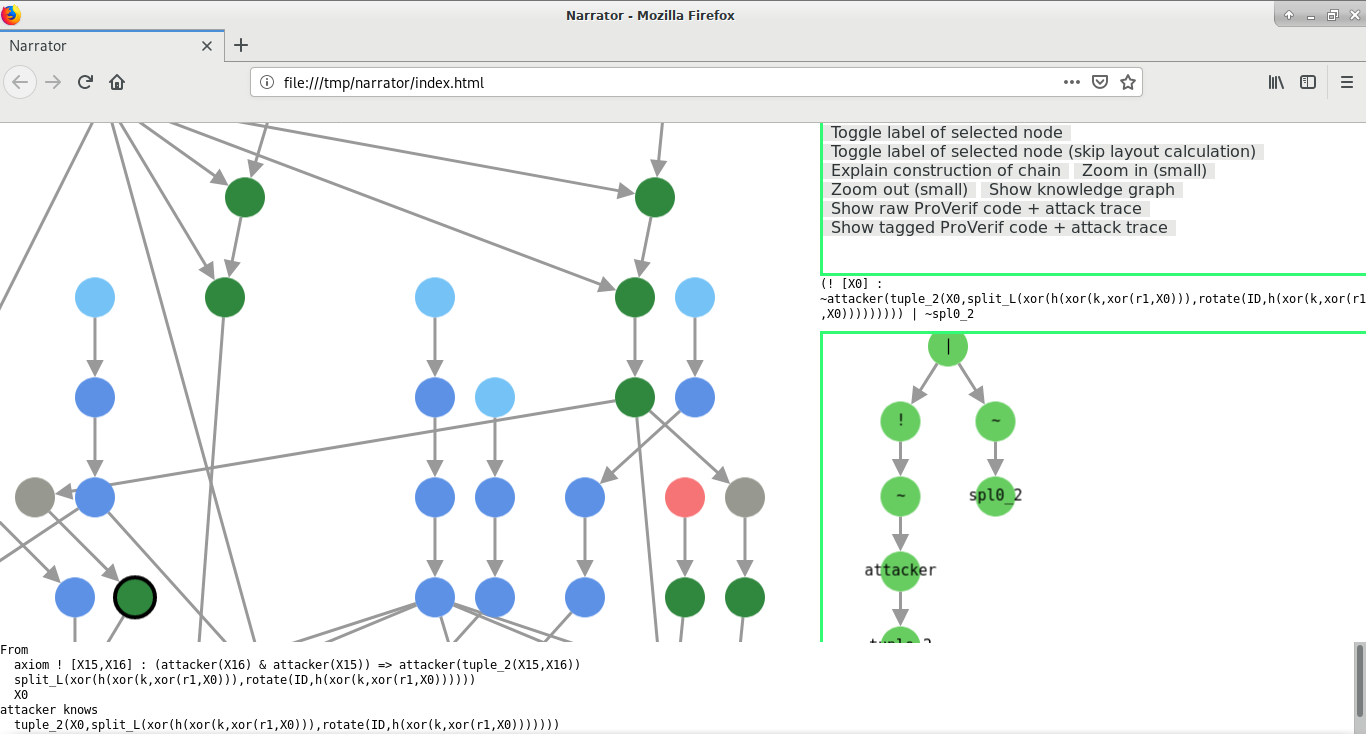 Narrator - Mozilla Firefox
Narrator
file:///tmp/narrator/index.html
Toggle label of selected node
Toggle label of selected node (skip layout calculation)
Explain construction of chain Zoom in (small)
Zoom out (small) Show knowledge graph
Show raw ProVerif code + attack trace
Show tagged ProVerif code + attack trace
(! [X0] :
~attacker(tuple_2(X0,split_L(xor(h(xor(k,xor(r1,X0))),rotate(ID,h(xor(k,xor(r1
,X0))))))))) | ~spl0_2
|
! ~
~ spl0_2
attacker
tuple_2
From
axiom ! [X15,X16] : (attacker(X16) & attacker(X15)) => attacker(tuple_2(X15,X16))
split_L(xor(h(xor(k,xor(r1,X0))),rotate(ID,h(xor(k,xor(r1,X0))))))
X0
attacker knows
tuple_2(X0,split_L(xor(h(xor(k,xor(r1,X0))),rotate(ID,h(xor(k,xor(r1,X0)))))))